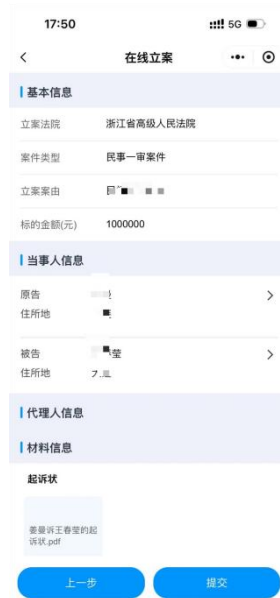 17:50
5G
在线立案
基本信息
立案法院 浙江省高级人民法院
案件类型 民事一审案件
立案案由
标的金额(元) 1000000
当事人信息
原告
住所地
被告 莹
住所地
代理人信息
材料信息
起诉状
姜曼诉王春莹的起
诉状.pdf
上一步 提交